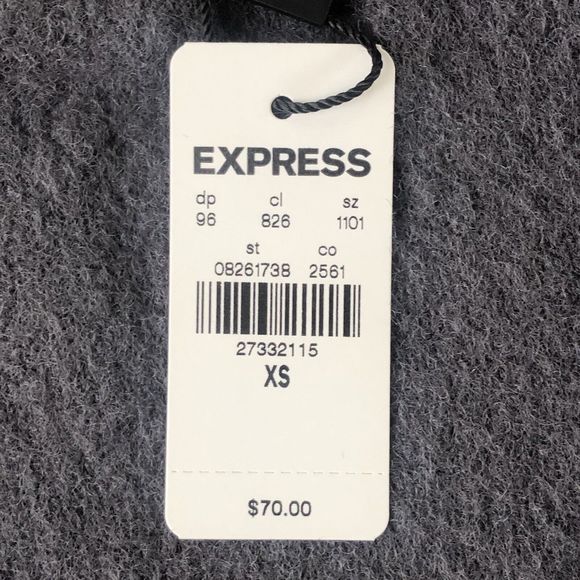 EXPRESS
dp cl sz
96 826 1101
st co
08261738 2561
27332115
XS
$70.00